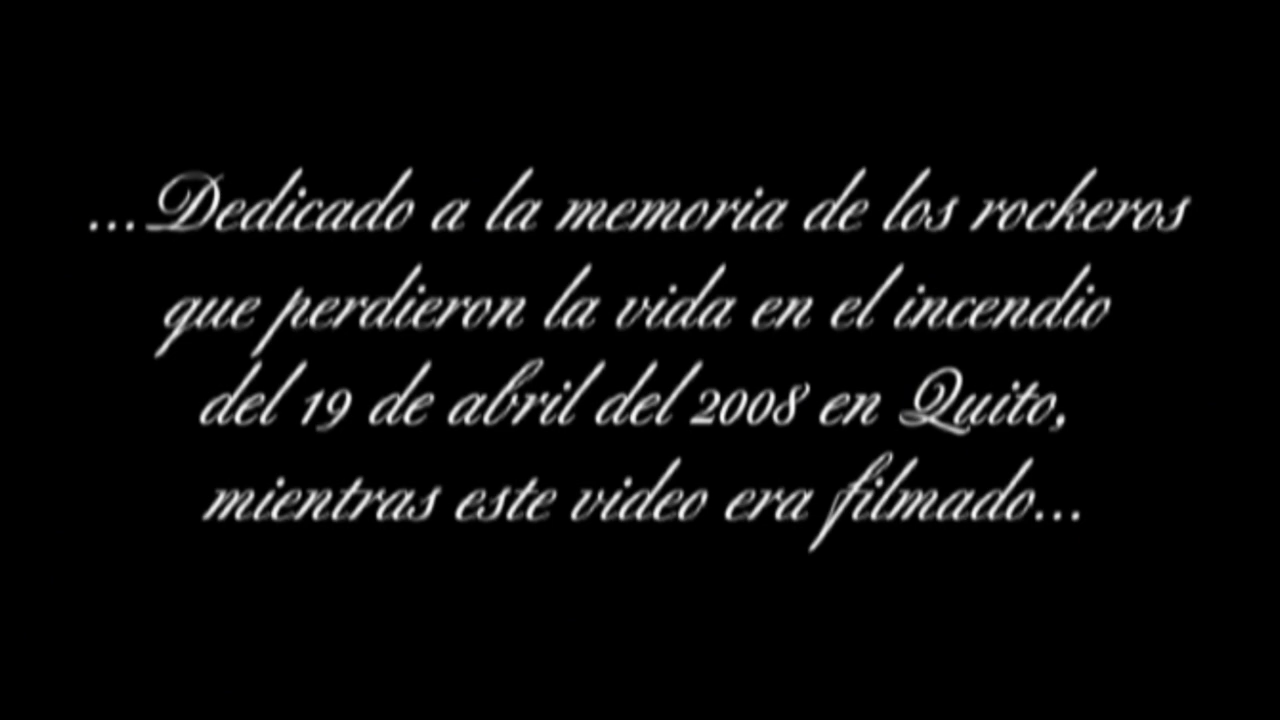 ...Dedicado a la memoria de los rockeros
que perdieron la vida en el incendio
del 19 de abril del 2008 en Quito,
mientras este video era filmado...